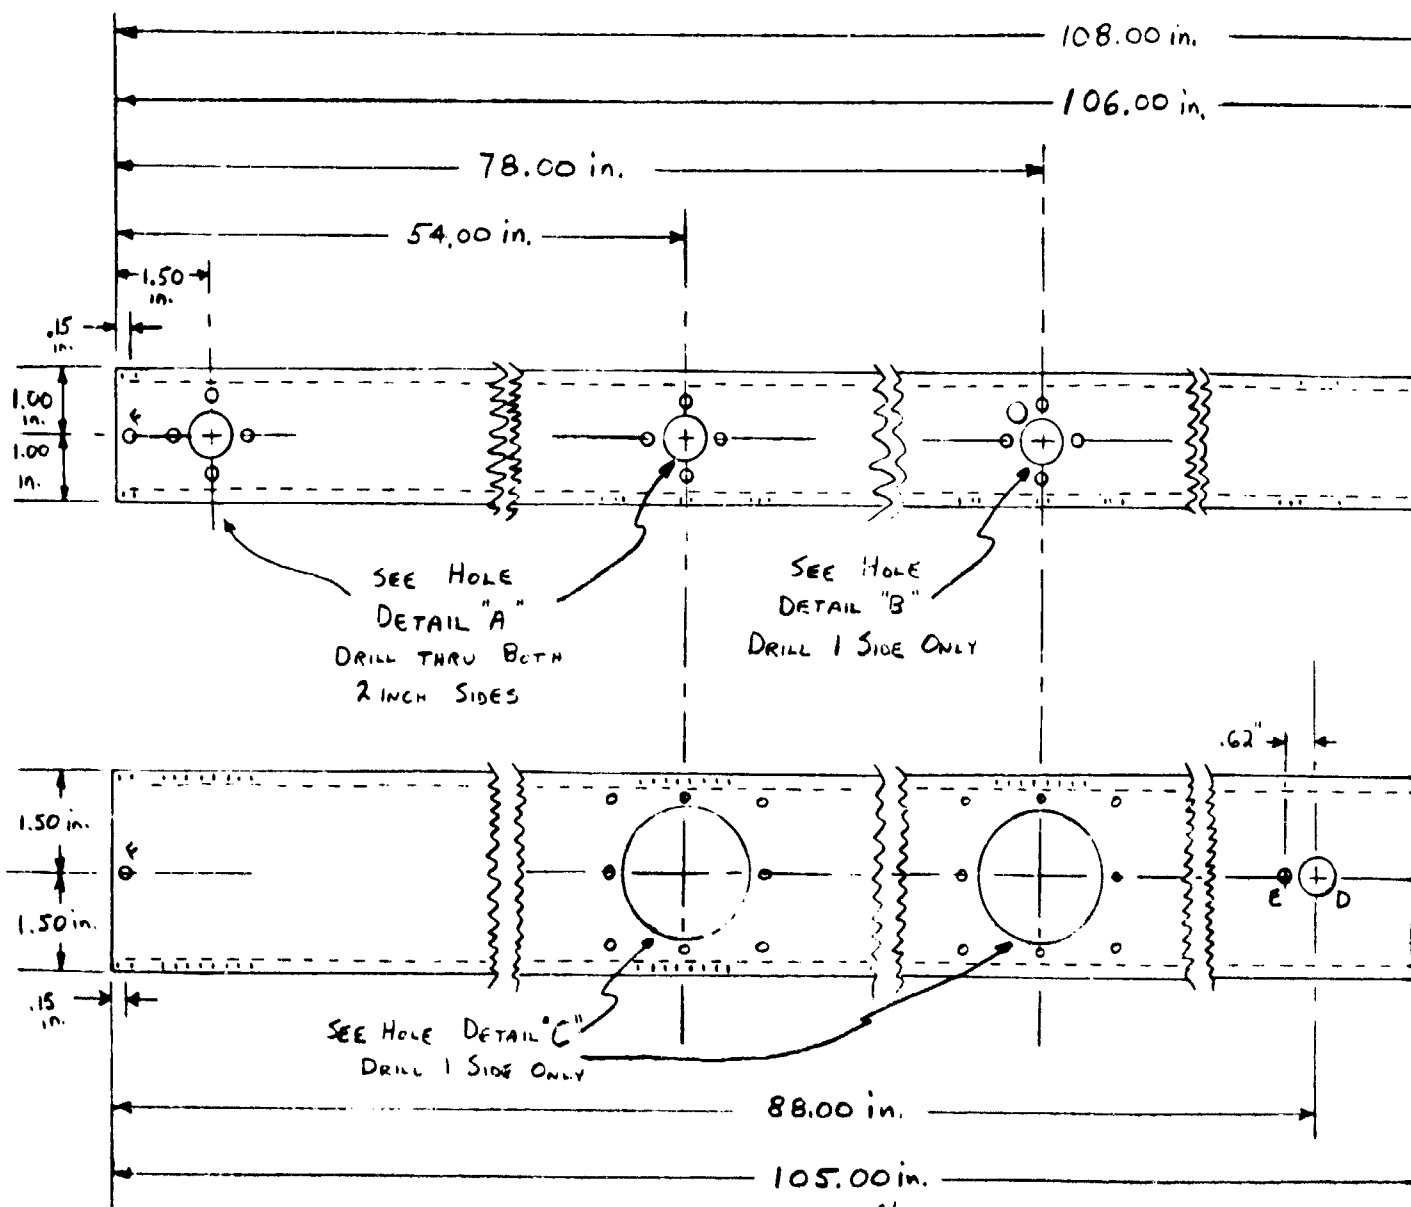 108.00 in.
106.00 in.
78.00 in.
54.00 in.
1.50
in.
.15
in.
1.00
in.
F
1.00
in.
SEE HOLE
DETAIL "A"
DRILL THRU BOTH
2 INCH SIDES
SEE HOLE
DETAIL "B"
DRILL 1 SIDE ONLY
.62"
1.50 in.
F
1.50 in.
E
D
.15
in.
SEE HOLE DETAIL "C"
DRILL 1 SIDE ONLY
88.00 in.
105.00 in.